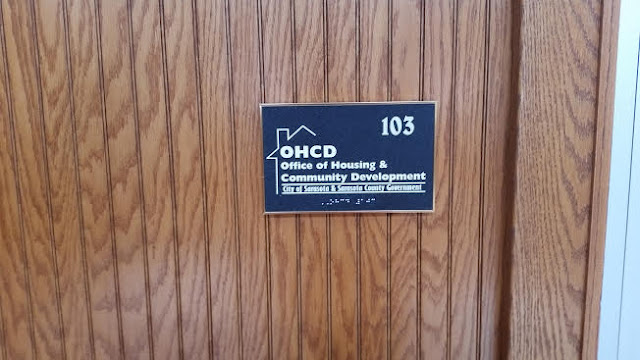 103
OHCD
Office of Housing &
Community Development
City of Sarasota & Sarasota County Government